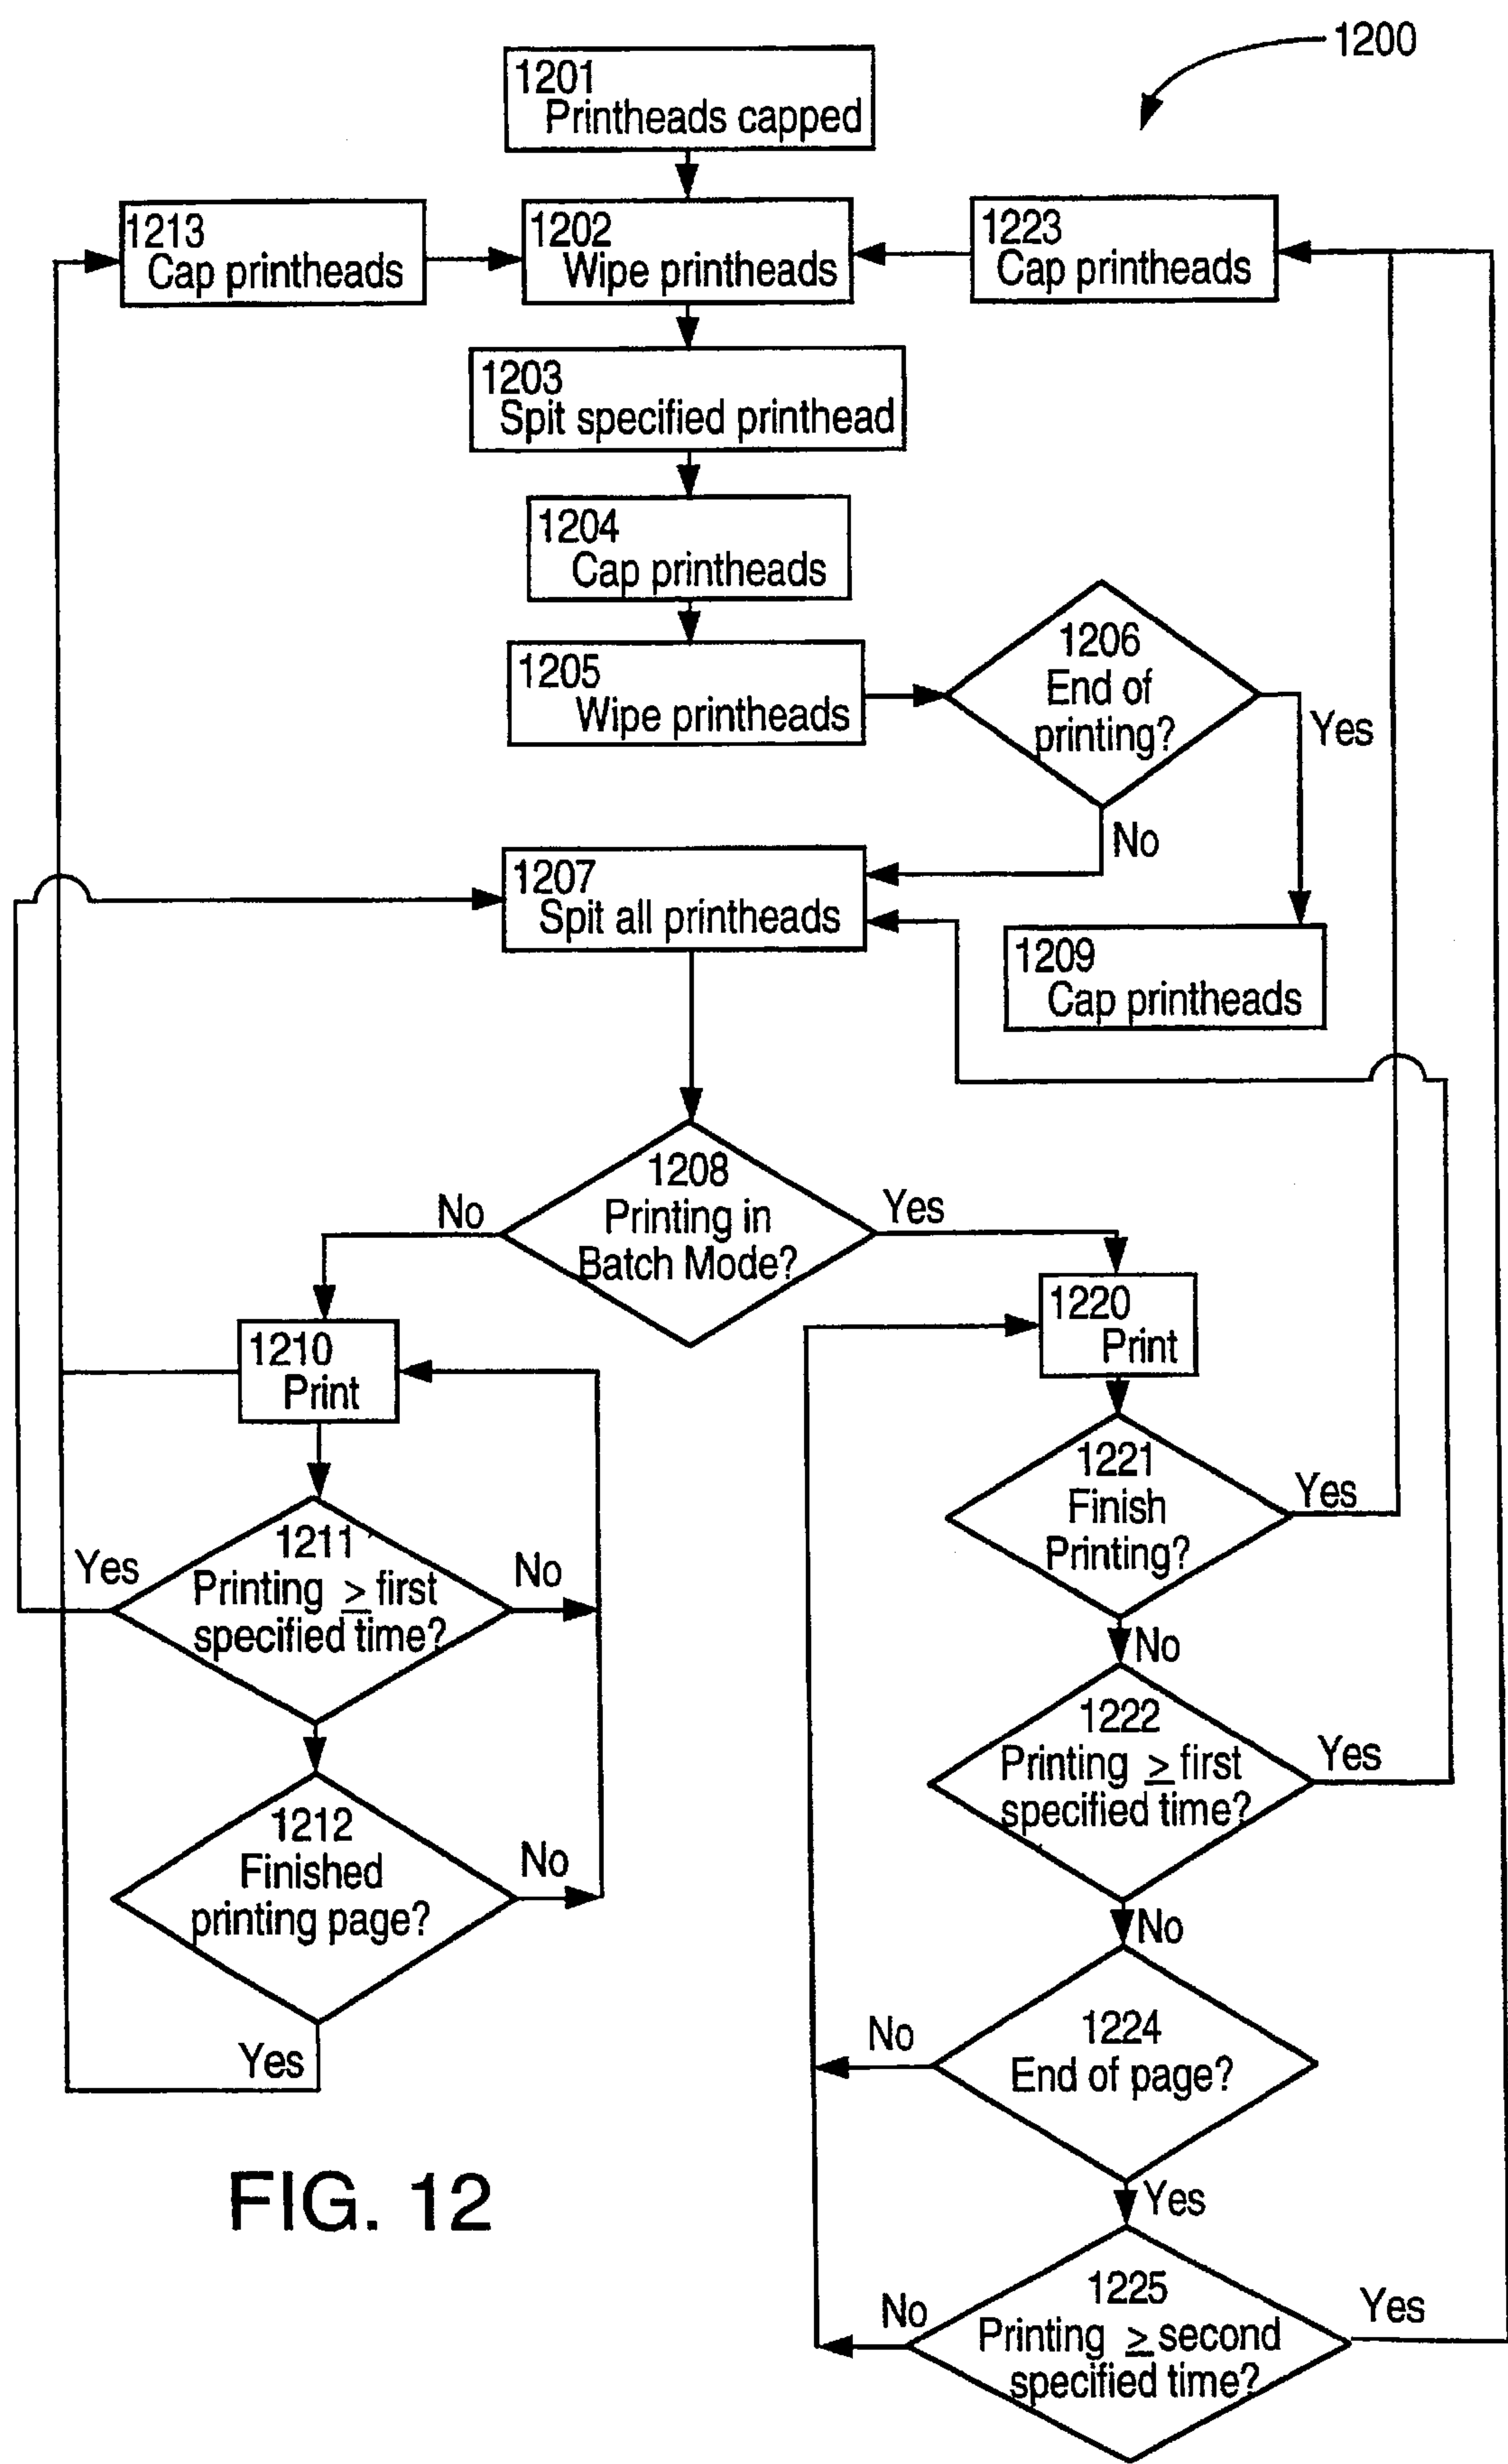 1200
1201
Printheads capped
1213
Cap printheads
1202
Wipe printheads
1223
Cap printheads
1203
Spit specified printhead
1204
Cap printheads
1205
Wipe printheads
1206
End of
printing?
Yes
No
1207
Spit all printheads
1209
Cap printheads
1208
Printing in
Batch Mode?
No
Yes
1210
Print
1211
Printing ≥ first
specified time?
Yes
No
1212
Finished
printing page?
No
Yes
1220
Print
1221
Finish
Printing?
Yes
No
1222
Printing ≥ first
specified time?
Yes
No
1224
End of page?
No
Yes
1225
Printing ≥ second
specified time?
No
Yes
FIG. 12